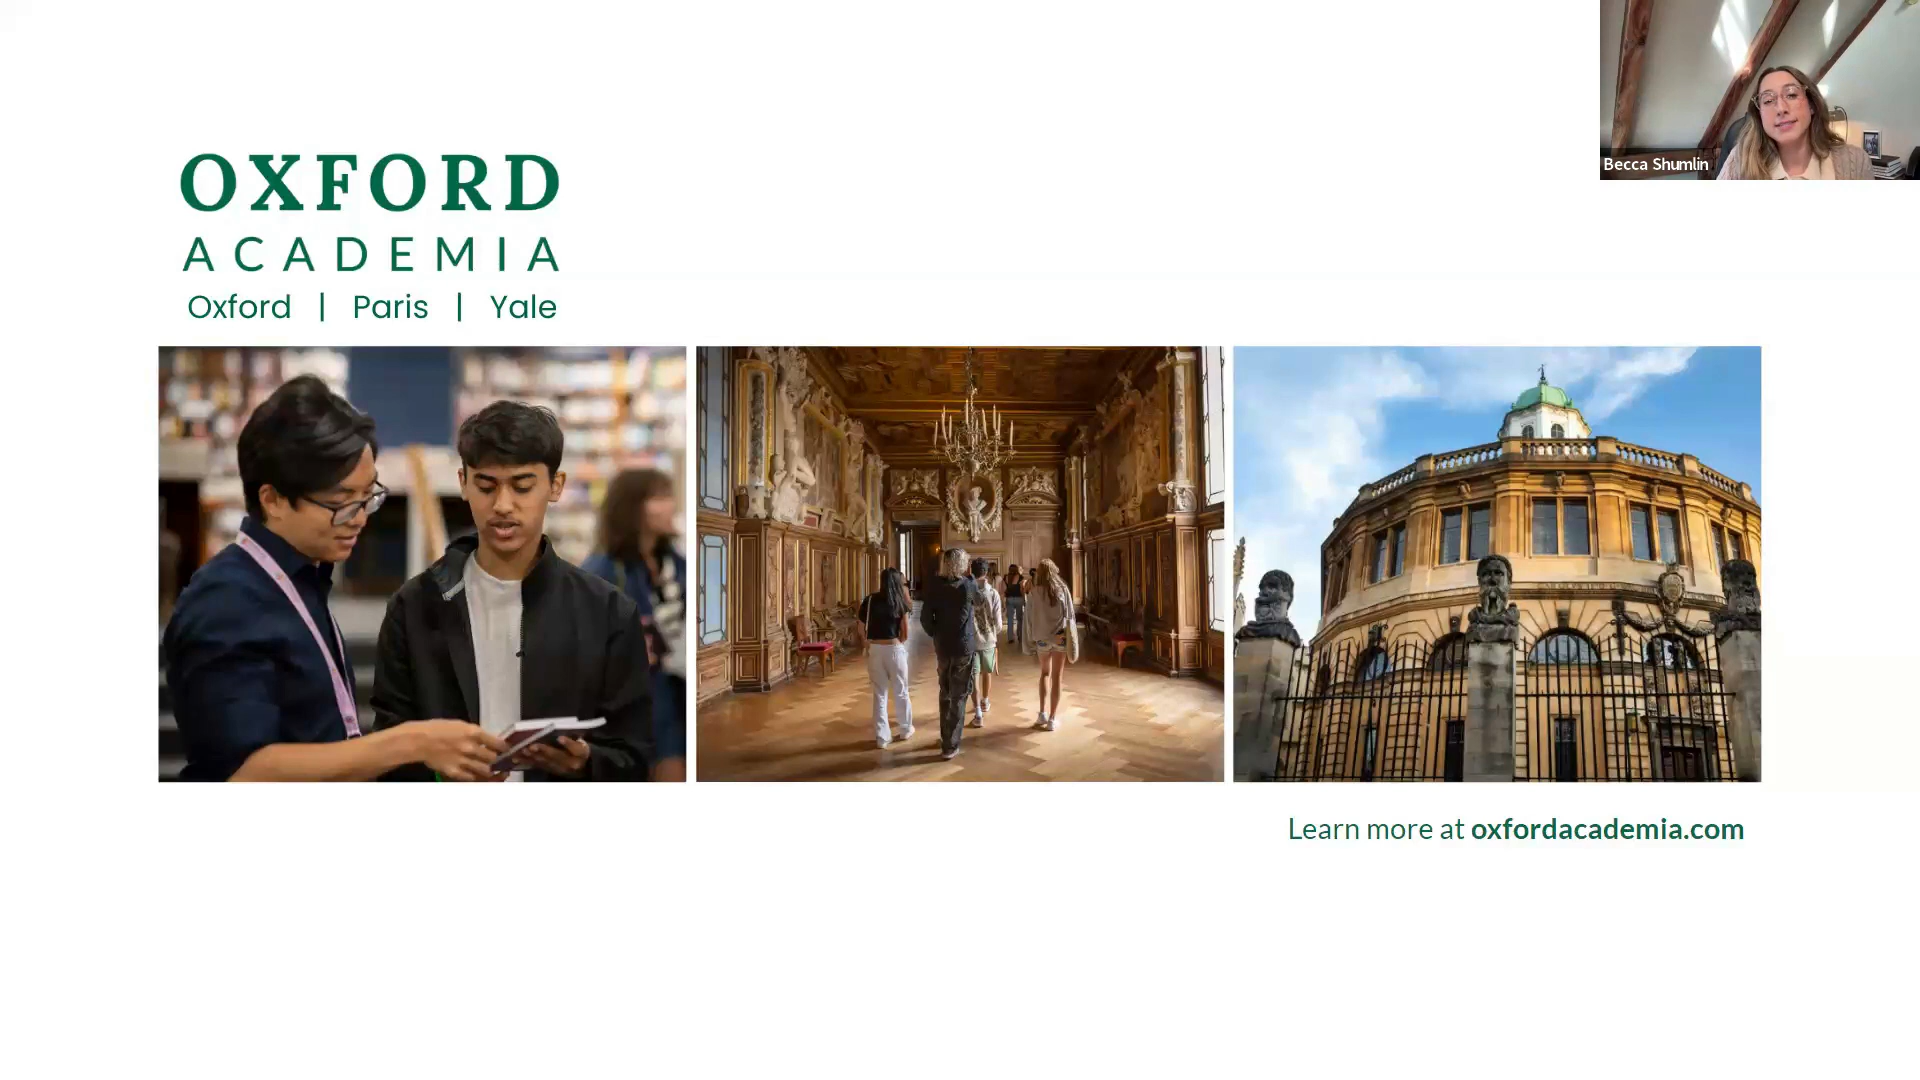 Becca Shumlin
OXFORD
ACADEMIA
Oxford | Paris | Yale
Learn more at oxfordacademia.com